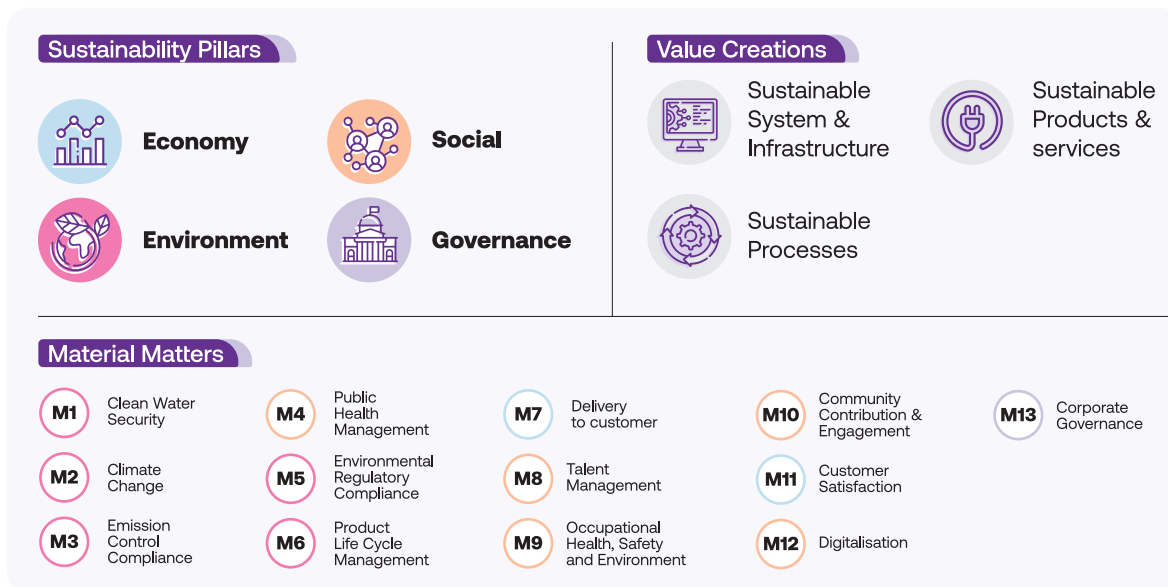 Sustainability Pillars
Economy
Social
Environment
Governance
Value Creations
Sustainable
System &
Infrastructure
Sustainable
Products &
services
Sustainable
Processes
Material Matters
M1
Clean Water
Security
M2
Climate
Change
M3
Emission
Control
Compliance
M4
Public
Health
Management
M5
Environmental
Regulatory
Compliance
M6
Product
Life Cycle
Management
M7
Delivery
to customer
M8
Talent
Management
M9
Occupational
Health, Safety
and Environment
M10
Community
Contribution &
Engagement
M11
Customer
Satisfaction
M12
Digitalisation
M13
Corporate
Governance